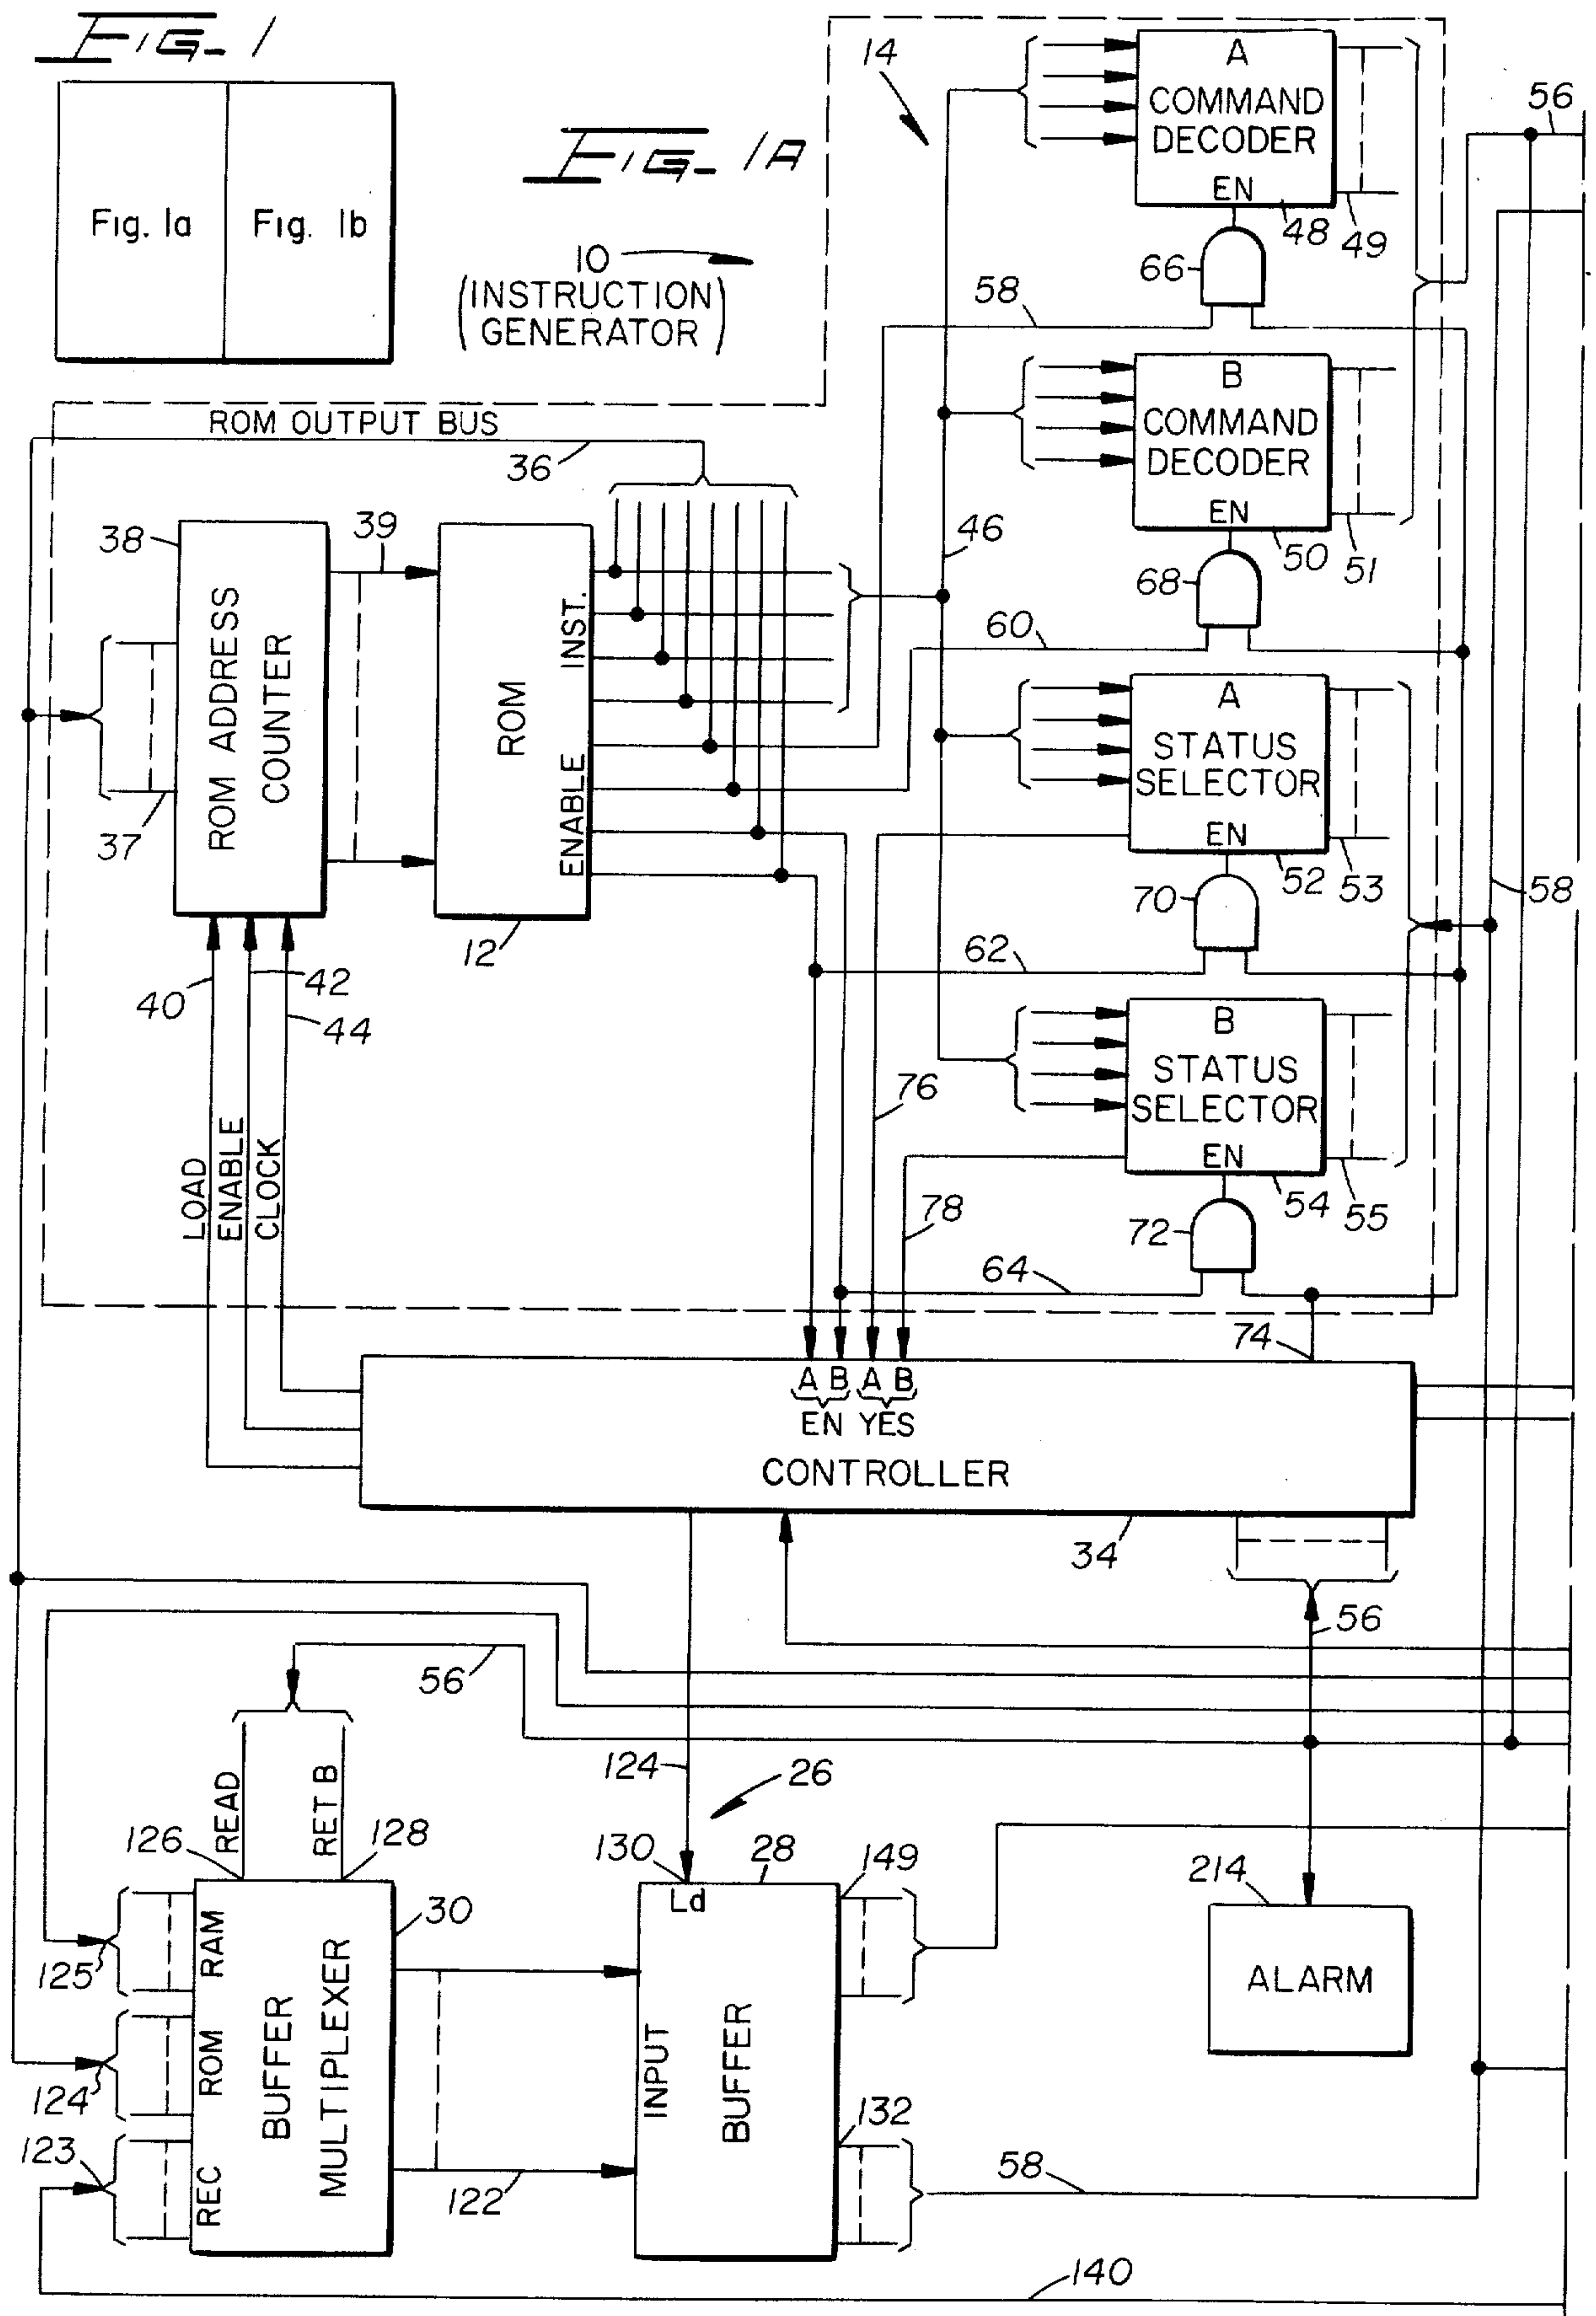 FIG-1
Fig. 1a
Fig. 1b
FIG-1A
10
(INSTRUCTION
GENERATOR)
14
A
COMMAND
DECODER
EN
48
49
56
66
58
B
COMMAND
DECODER
EN
50
51
68
46
60
ROM OUTPUT BUS
36
38
39
ROM ADDRESS
COUNTER
37
ROM
INST.
ENABLE
12
A
STATUS
SELECTOR
EN
52
53
58
70
62
40
42
44
LOAD
ENABLE
CLOCK
B
STATUS
SELECTOR
EN
54
55
76
78
72
64
74
A B A B
EN YES
CONTROLLER
34
56
56
READ
RET B
126
128
124
26
130
28
149
214
Ld
30
RAM
ROM
REC
BUFFER
MULTIPLEXER
125
124
123
122
INPUT
BUFFER
132
ALARM
58
140